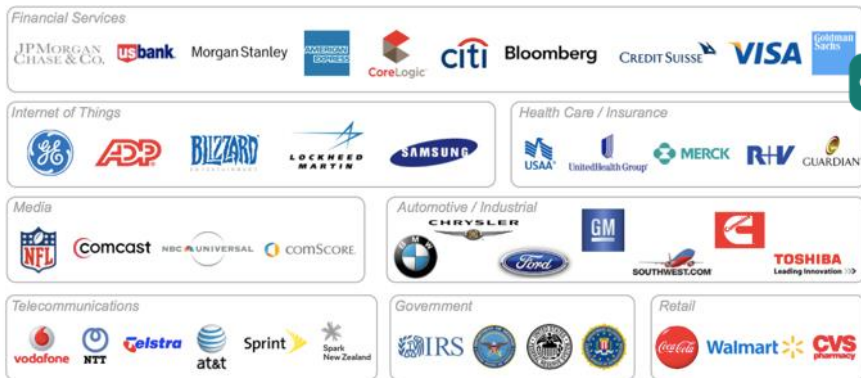 Financial Services
JPMORGAN
CHASE & CO.
usbank
Morgan Stanley
AMERICAN
EXPRESS
CoreLogic
citi
Bloomberg
CREDIT SUISSE
VISA
Goldman
Sachs
Internet of Things
GE
ADP
BLIZZARD
ENTERTAINMENT
LOCKHEED
MARTIN
SAMSUNG
Health Care / Insurance
USAA
UnitedHealth Group
MERCK
R+V
GUARDIAN
Media
NFL
comcast
NBC UNIVERSAL
COMSCORE
Automotive / Industrial
BMW
CHRYSLER
Ford
GM
SOUTHWEST.COM
TOSHIBA
Leading Innovation >>>
Telecommunications
vodafone
NTT
Telstra
at&t
Sprint
Spark
New Zealand
Government
IRS
Retail
Coca-Cola
Walmart
CVS
pharmacy